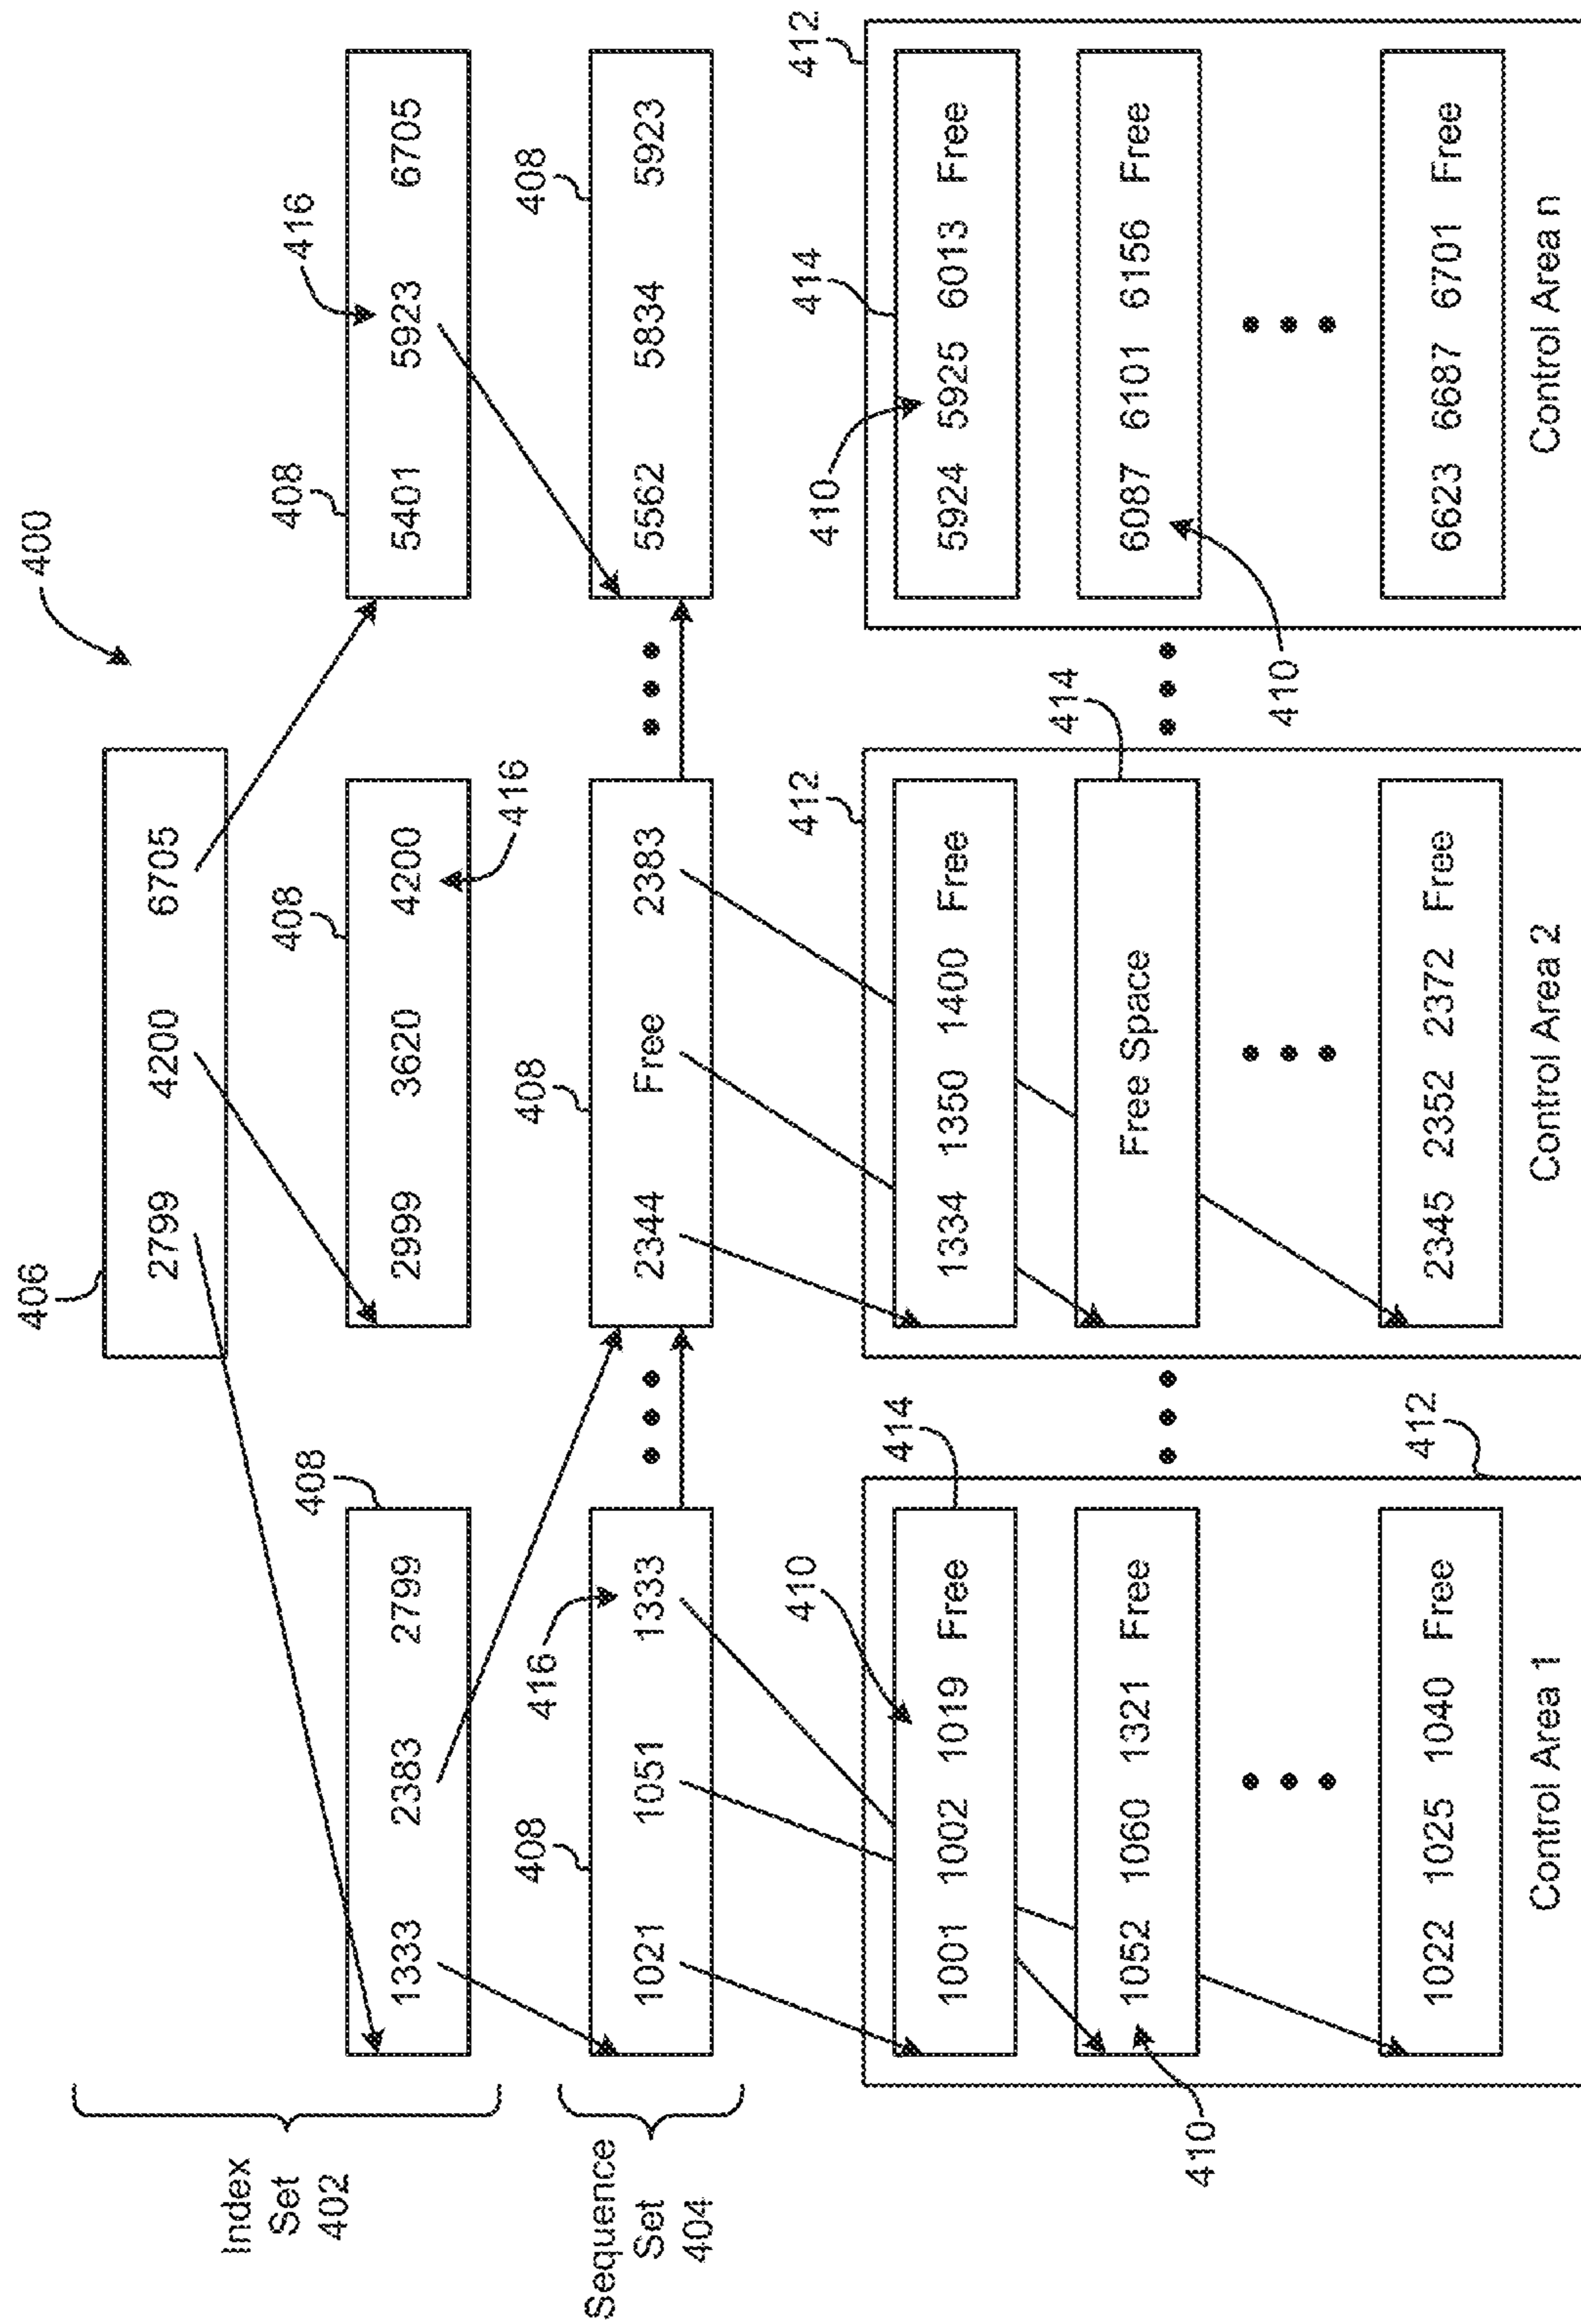 400
406
2799 4200 6705
Index
Set
402
408
1333 2383 2799
408
2999 3620 4200
416
408
5401 5923 6705
416
Sequence
Set
404
408
1021 1051 1333
416
408
2344 Free 2383
408
5562 5834 5923
410
414
1001 1002 1019 Free
410
1052 1060 1321 Free
1022 1025 1040 Free
Control Area 1
412
412
1334 1350 1400 Free
414
Free Space
2345 2352 2372 Free
Control Area 2
412
410
414
5924 5925 6013 Free
410
6087 6101 6156 Free
6623 6687 6701 Free
Control Area n